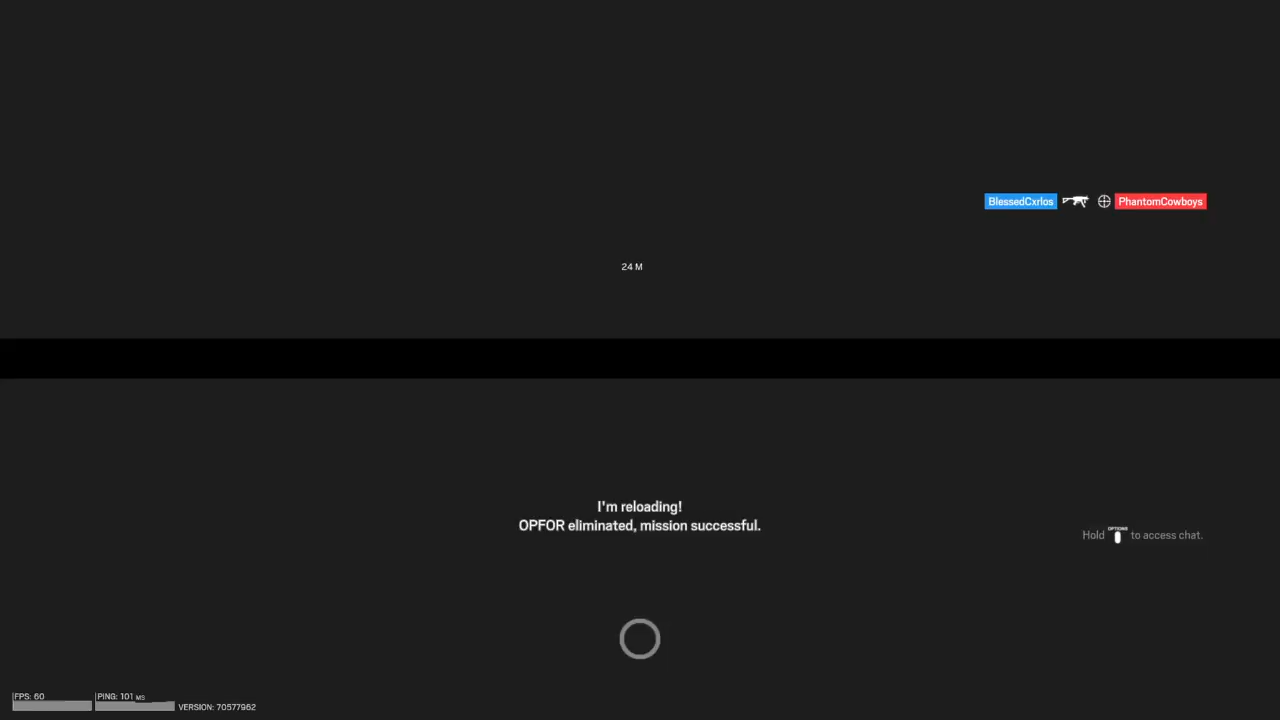 BlessedCxrlos PhantomCowboys
24 M
I'm reloading!
OPFOR eliminated, mission successful.
Hold OPTIONS to access chat.
FPS: 60 PING: 101 MS VERSION: 70577962